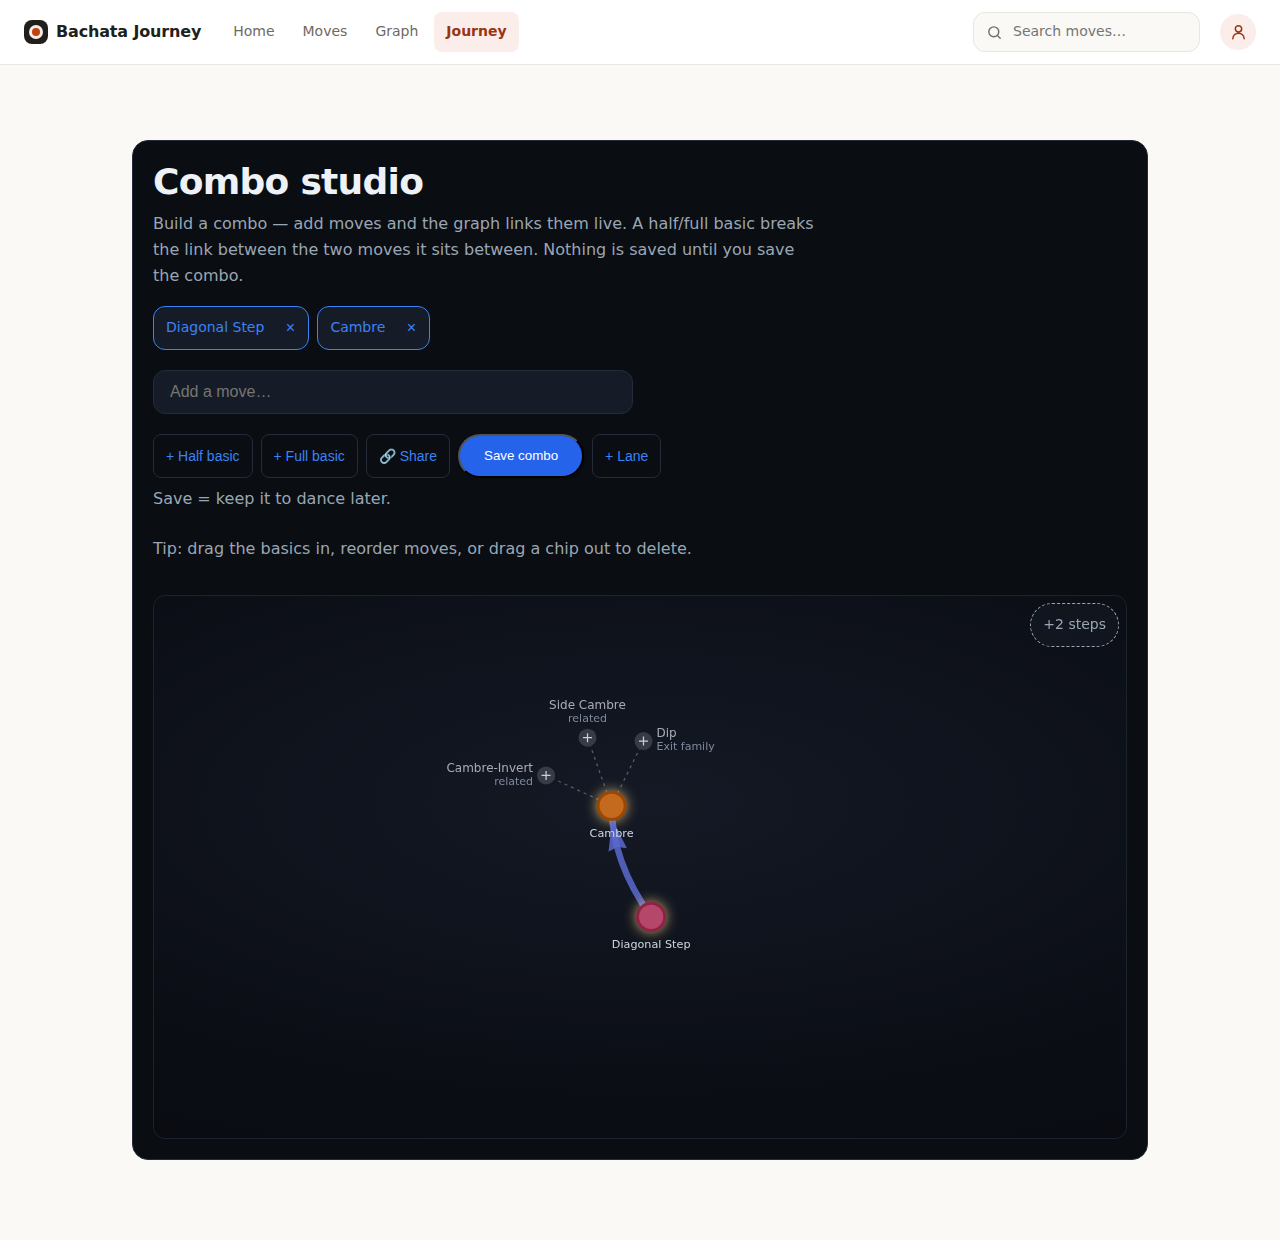 Bachata Journey
Home
Moves
Graph
Journey
Search moves...
Combo studio
Build a combo — add moves and the graph links them live. A half/full basic breaks
the link between the two moves it sits between. Nothing is saved until you save
the combo.
Diagonal Step ×
Cambre ×
Add a move...
+ Half basic
+ Full basic
🔗 Share
Save combo
+ Lane
Save = keep it to dance later.
Tip: drag the basics in, reorder moves, or drag a chip out to delete.
+2 steps
Side Cambre
related
Dip
Exit family
Cambre-Invert
related
Cambre
Diagonal Step